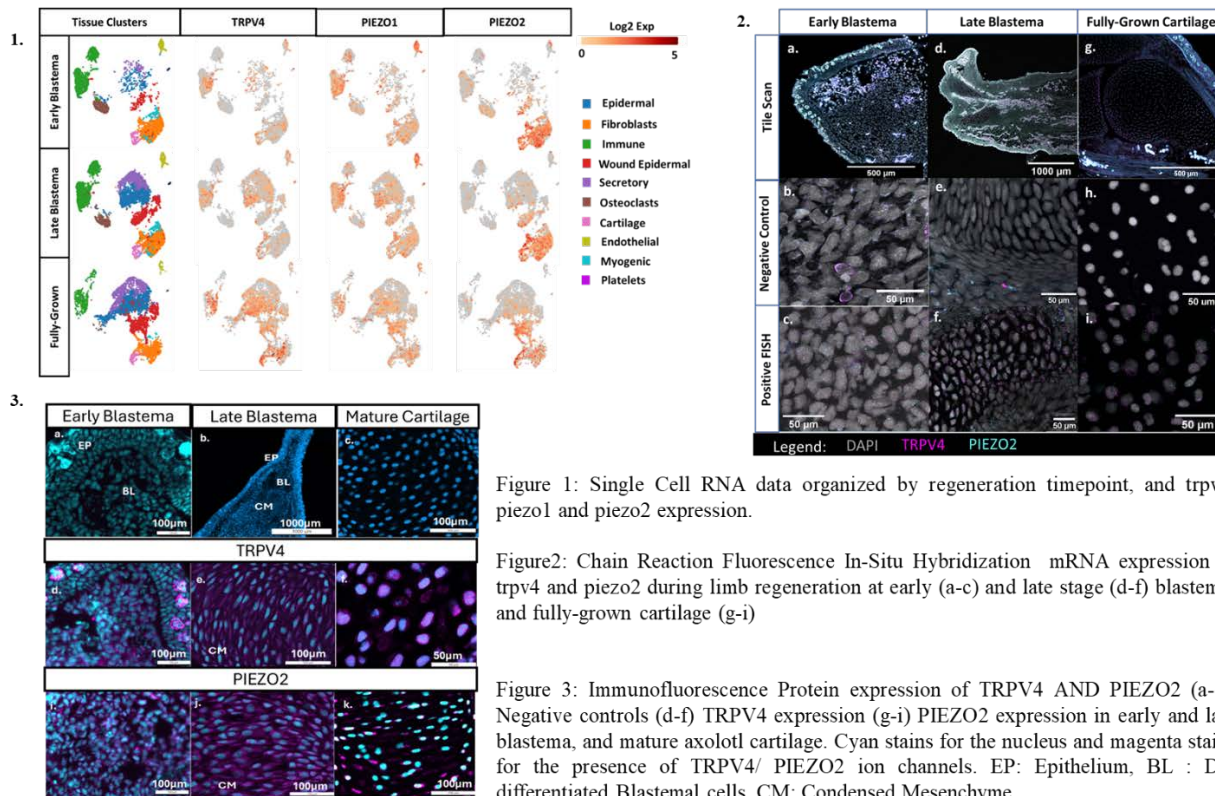 1.
Tissue Clusters
TRPV4
PIEZO1
PIEZO2
Early Blastema
Late Blastema
Fully-Grown
Log2 Exp
0 5
Epidermal
Fibroblasts
Immune
Wound Epidermal
Secretory
Osteoclasts
Cartilage
Endothelial
Myogenic
Platelets
2.
Early Blastema
Late Blastema
Fully-Grown Cartilage
Tile Scan
a.
500 µm
d.
1000 µm
g.
Negative Control
b.
50 µm
e.
50 µm
h.
50 µm
Positive FISH
c.
50 µm
f.
50 µm
i.
50 µm
Legend: DAPI TRPV4 PIEZO2
3.
Early Blastema
Late Blastema
Mature Cartilage
a.
EP
BL
100µm
b.
EP
BL
CM
1000µm
c.
100µm
TRPV4
d.
100µm
e.
CM
100µm
50µm
PIEZO2
100µm
j.
CM
100µm
k.
100µm
Figure 1: Single Cell RNA data organized by regeneration timepoint, and
piezo1 and piezo2 expression.
Figure2: Chain Reaction Fluorescence In-Situ Hybridization mRNA expression
trpv4 and piezo2 during limb regeneration at early (a-c) and late stage (d-f)
and fully-grown cartilage (g-i)
Figure 3: Immunofluorescence Protein expression of TRPV4 AND PIEZO2
Negative controls (d-f) TRPV4 expression (g-i) PIEZO2 expression in early and
blastema, and mature axolotl cartilage. Cyan stains for the nucleus and magenta
for the presence of TRPV4/ PIEZO2 ion channels. EP: Epithelium, BL :
differentiated Blastemal cells, CM: Condensed Mesenchyme